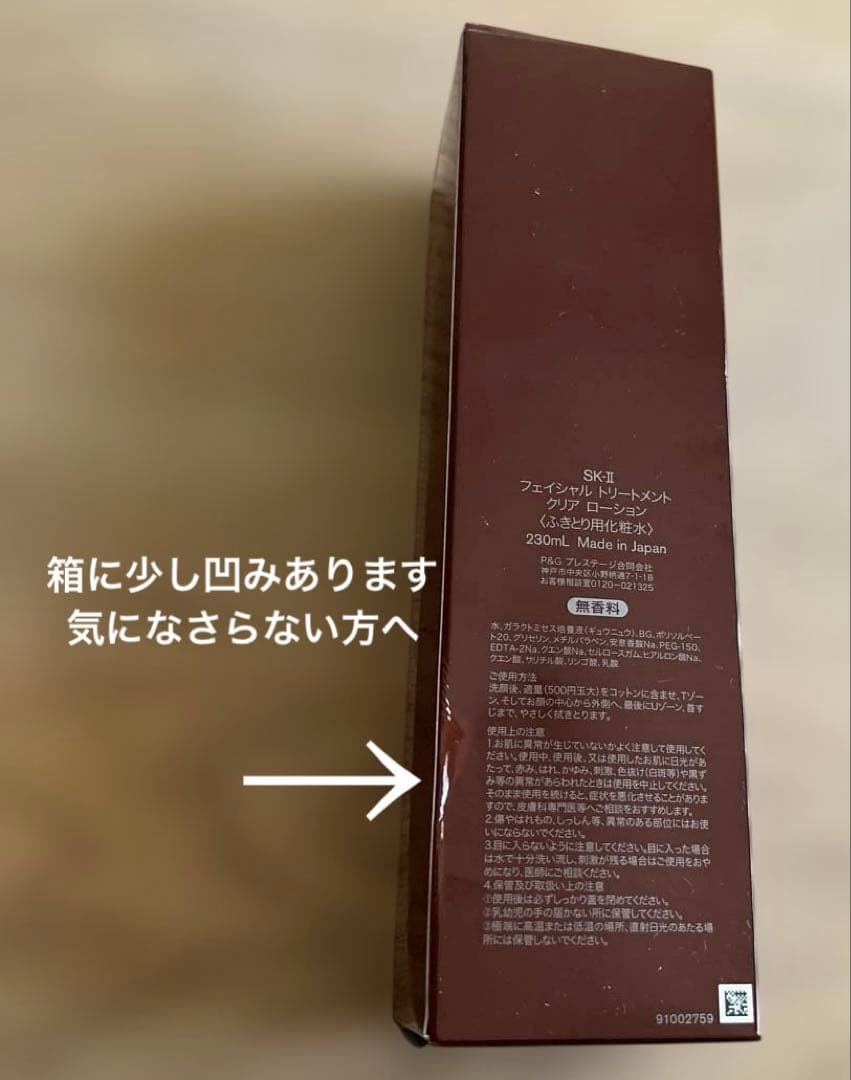 箱に少し凹みあります
気になさらない方へ
SK-II
フェイシャル トリートメント
クリア ローション
〈ふきとり用化粧水〉
230mL Made in Japan
P&G プレステージ合同会社
神戸市中央区小野柄通7-1-18
お客様相談室0120-021325
無香料
水、ガラクトミセス培養液(ギュウニュウ)、BG、ポリソルベー
ト20、グリセリン、メチルパラベン、安息香酸Na、PEG-150、
EDTA-2Na、クエン酸Na、セルロースガム、ヒアルロン酸Na、
クエン酸、サリチル酸、リンゴ酸、乳酸
ご使用方法
洗顔後、適量(500円玉大)をコットンに含ませ、Tゾー
ン、そしてお顔の中心から外側へ、最後にUゾーン、首す
じまで、やさしく拭きとります。
使用上の注意
1.お肌に異常が生じていないかよく注意して使用してく
ださい。使用中、使用後、又は使用したお肌に日光があ
たって、赤み、はれ、かゆみ、刺激、色抜け(白斑等)や黒ず
み等の異常があらわれたときは使用を中止してください。
そのまま使用を続けると、症状を悪化させることがありま
すので、皮膚科専門医等へご相談をおすすめします。
2.傷やはれもの、しっしん等、異常のある部位にはお使
いにならないでください。
3.目に入らないように注意してください。目に入った場合
は水で十分洗い流し、刺激が残る場合はご使用をおや
めになり、医師にご相談ください。
4.保管及び取扱い上の注意
①使用後は必ずしっかり蓋を閉めてください。
②乳幼児の手の届かない所に保管してください。
③極端に高温または低温の場所、直射日光のあたる場
所には保管しないでください。
91002759